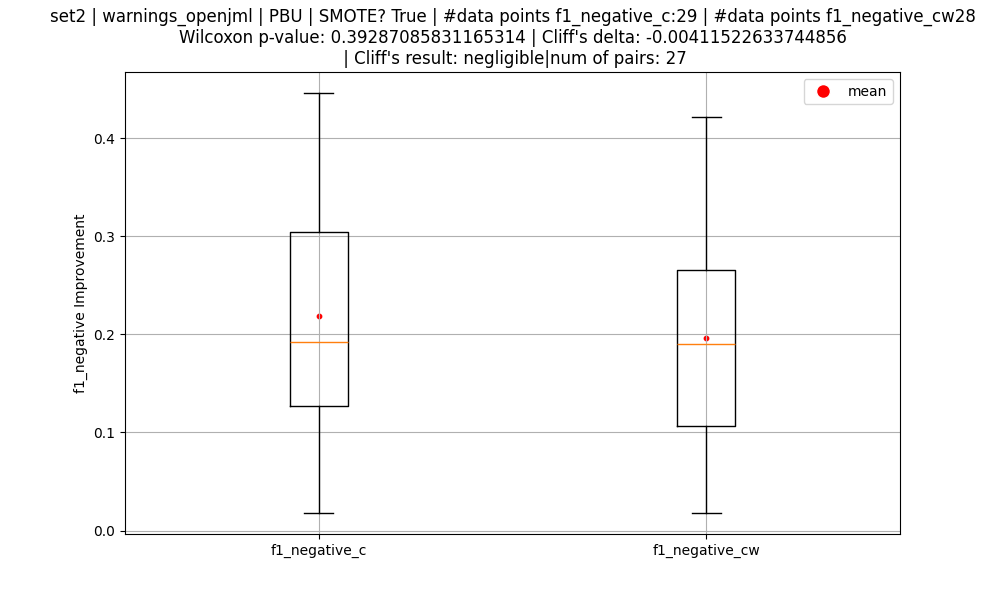 set2 | warnings_openjml | PBU | SMOTE? True | #data points f1_negative_c:29 | #data points f1_negative_cw28
Wilcoxon p-value: 0.39287085831165314 | Cliff's delta: -0.00411522633744856
| Cliff's result: negligible|num of pairs: 27
mean
f1_negative Improvement
0.4
0.3
0.2
0.1
0.0
f1_negative_c
f1_negative_cw